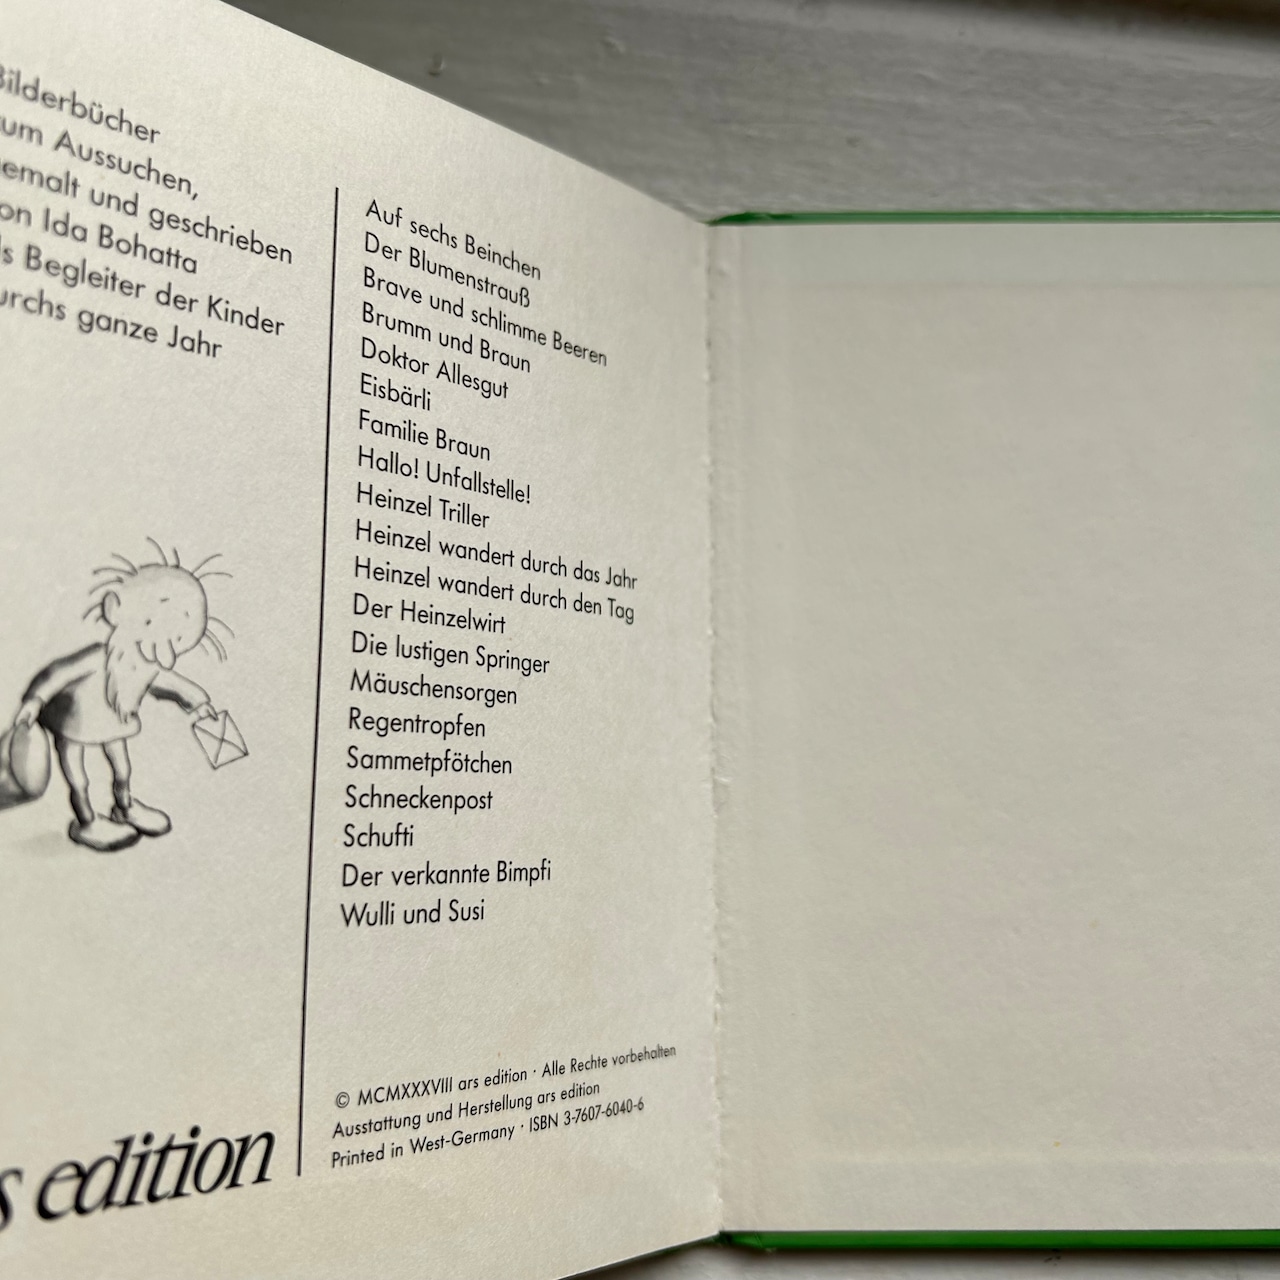 Bilderbücher
um Aussuchen,
emalt und geschrieben
on Ida Bohatta
ls Begleiter der Kinder
urchs ganze Jahr
Auf sechs Beinchen
Der Blumenstrauß
Brave und schlimme Beeren
Brumm und Braun
Doktor Allesgut
Eisbärli
Familie Braun
Hallo! Unfallstelle!
Heinzel Triller
Heinzel wandert durch das Jahr
Heinzel wandert durch den Tag
Der Heinzelwirt
Die lustigen Springer
Mäuschensorgen
Regentropfen
Sammetpfötchen
Schneckenpost
Schufti
Der verkannte Bimpfi
Wulli und Susi
© MCMXXXVIII ars edition · Alle Rechte vorbehalten
Ausstattung und Herstellung ars edition
Printed in West-Germany · ISBN 3-7607-6040-6
s edition